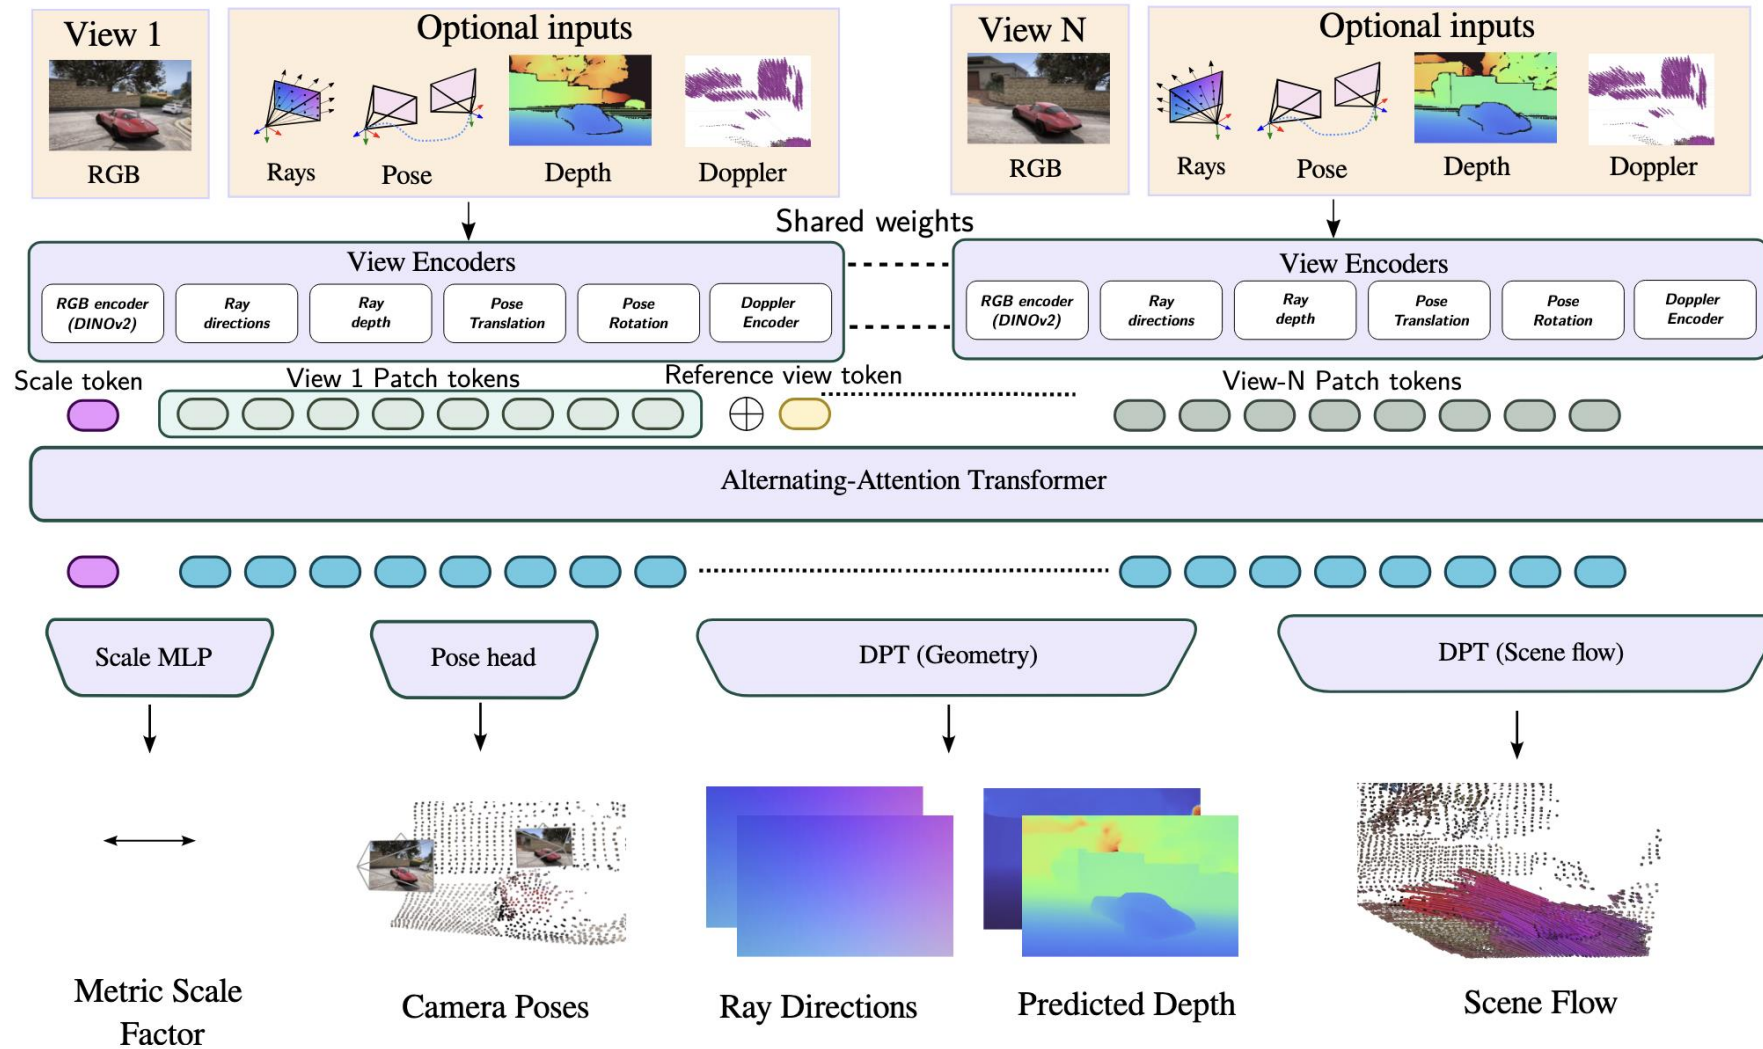 View 1
RGB
Optional inputs
Rays
Pose
Depth
Doppler
View N
RGB
Optional inputs
Rays
Pose
Depth
Doppler
Shared weights
View Encoders
RGB encoder
(DINOv2)
Ray
directions
Ray
depth
Pose
Translation
Pose
Rotation
Doppler
Encoder
View Encoders
RGB encoder
(DINOv2)
Ray
directions
Ray
depth
Pose
Translation
Pose
Rotation
Doppler
Encoder
Scale token
View 1 Patch tokens
Reference view token
View-N Patch tokens
Alternating-Attention Transformer
Scale MLP
Pose head
DPT (Geometry)
DPT (Scene flow)
Metric Scale
Factor
Camera Poses
Ray Directions
Predicted Depth
Scene Flow